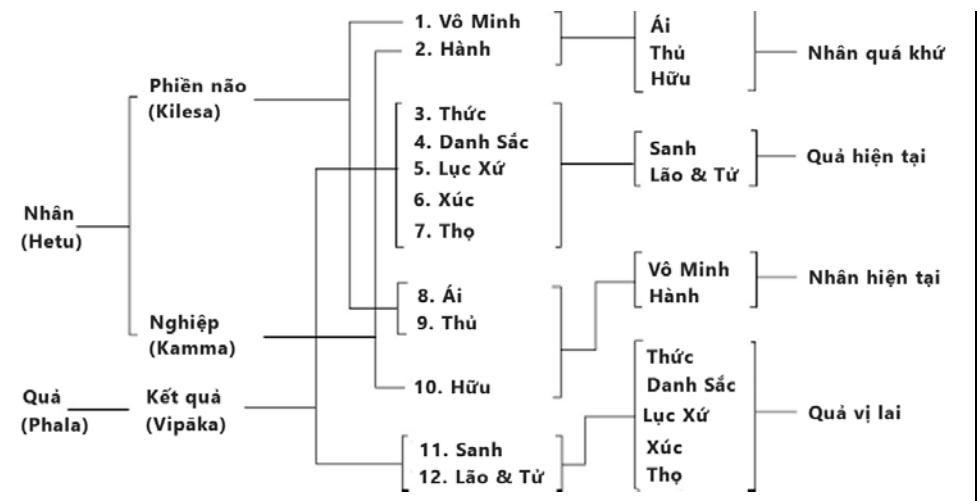 Nhân
(Hetu)
Quả
(Phala)
Phiền não
(Kilesa)
Nghiệp
(Kamma)
Kết quả
(Vipāka)
1. Vô Minh
2. Hành
3. Thức
4. Danh Sắc
5. Lục Xứ
6. Xúc
7. Thọ
8. Ái
9. Thủ
10. Hữu
11. Sanh
12. Lão & Tử
Ái
Thủ
Hữu
Sanh
Lão & Tử
Vô Minh
Hành
Thức
Danh Sắc
Lục Xứ
Xúc
Thọ
Nhân quá khứ
Quả hiện tại
Nhân hiện tại
Quả vị lai